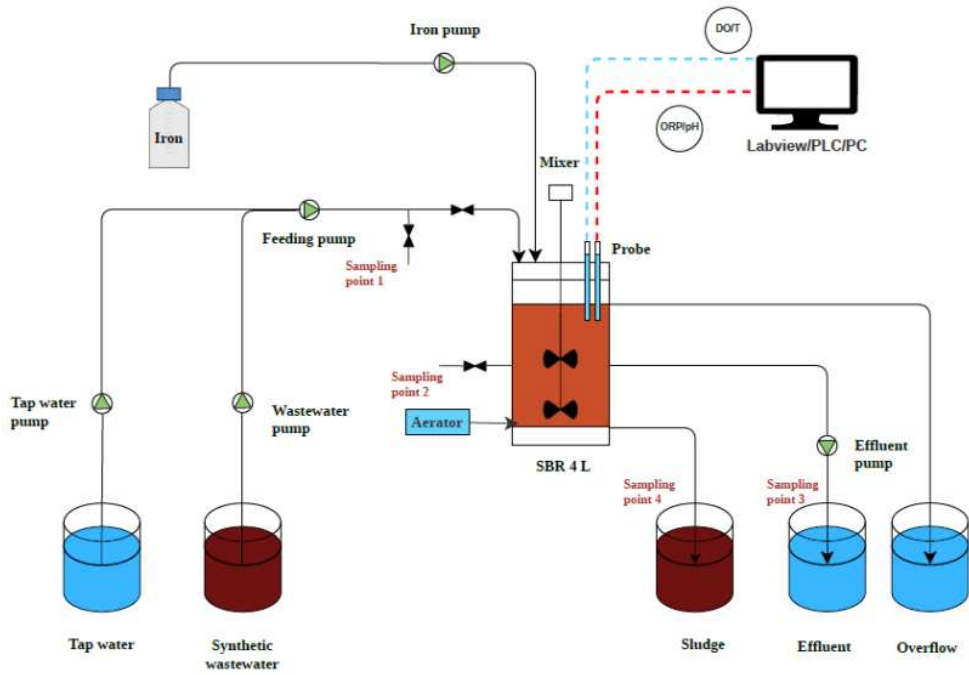 Iron pump
DO/T
Iron
ORP/pH
Labview/PLC/PC
Mixer
Feeding pump
Sampling
point 1
Probe
Sampling
point 2
Tap water
pump
Wastewater
pump
Aerator
SBR 4 L
Effluent
pump
Sampling
point 4
Sampling
point 3
Tap water
Synthetic
wastewater
Sludge
Effluent
Overflow